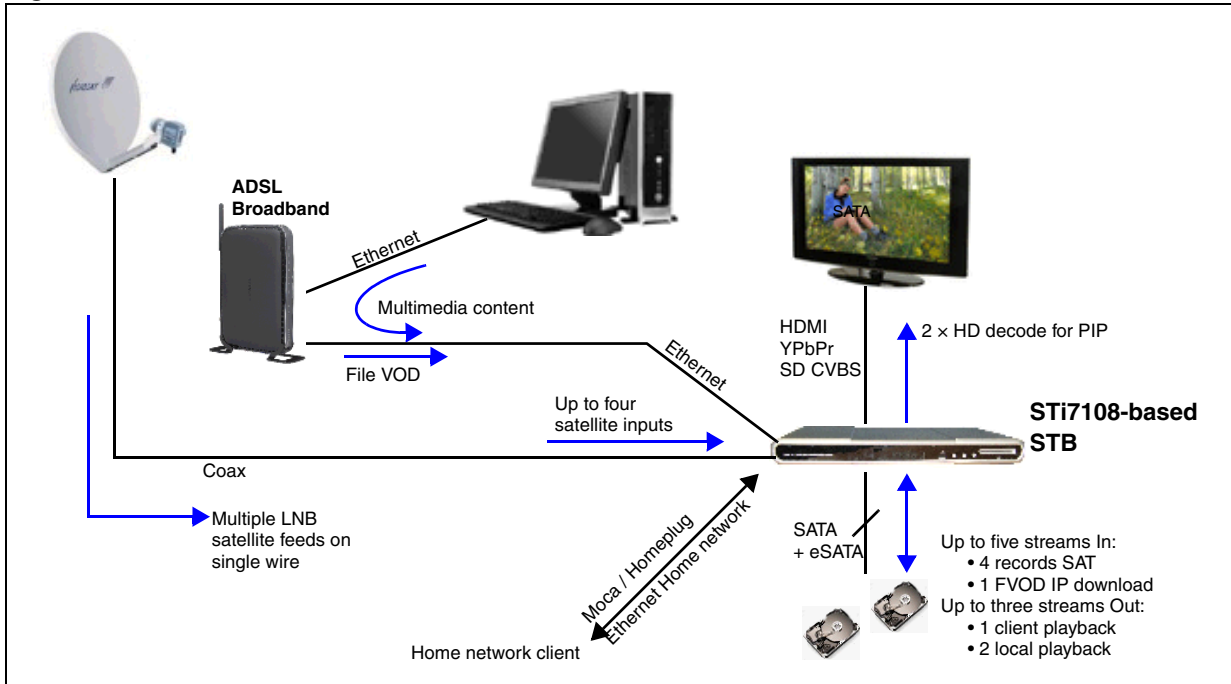 ADSL
Broadband
Ethernet
Multimedia content
File VOD
Ethernet
SATA
HDMI
YPbPr
SD CVBS
2 × HD decode for PIP
Up to four
satellite inputs
STi7108-based
STB
Coax
Multiple LNB
satellite feeds on
single wire
Moca / Homeplug
Ethernet Home network
Home network client
SATA
+ eSATA
Up to five streams In:
• 4 records SAT
• 1 FVOD IP download
Up to three streams Out:
• 1 client playback
• 2 local playback